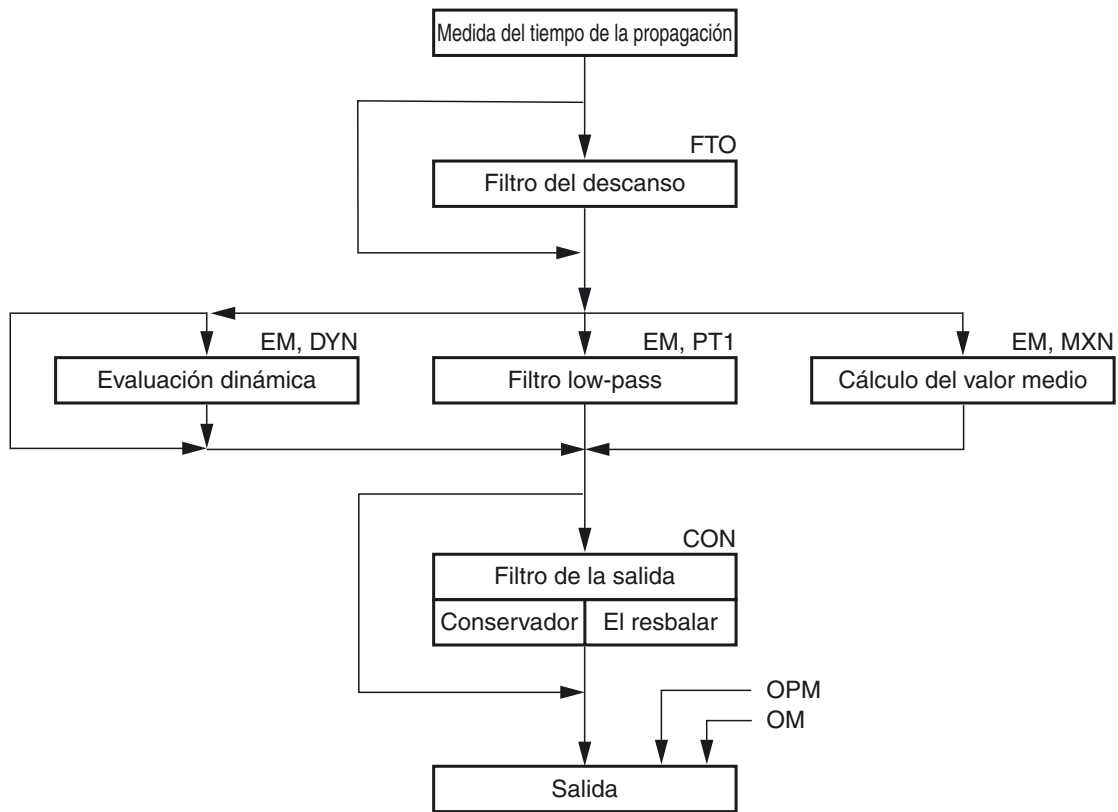 Medida del tiempo de la propagación
FTO
Filtro del descanso
EM, DYN
EM, PT1
EM, MXN
Evaluación dinámica
Filtro low-pass
Cálculo del valor medio
CON
Filtro de la salida
Conservador
El resbalar
OPM
OM
Salida